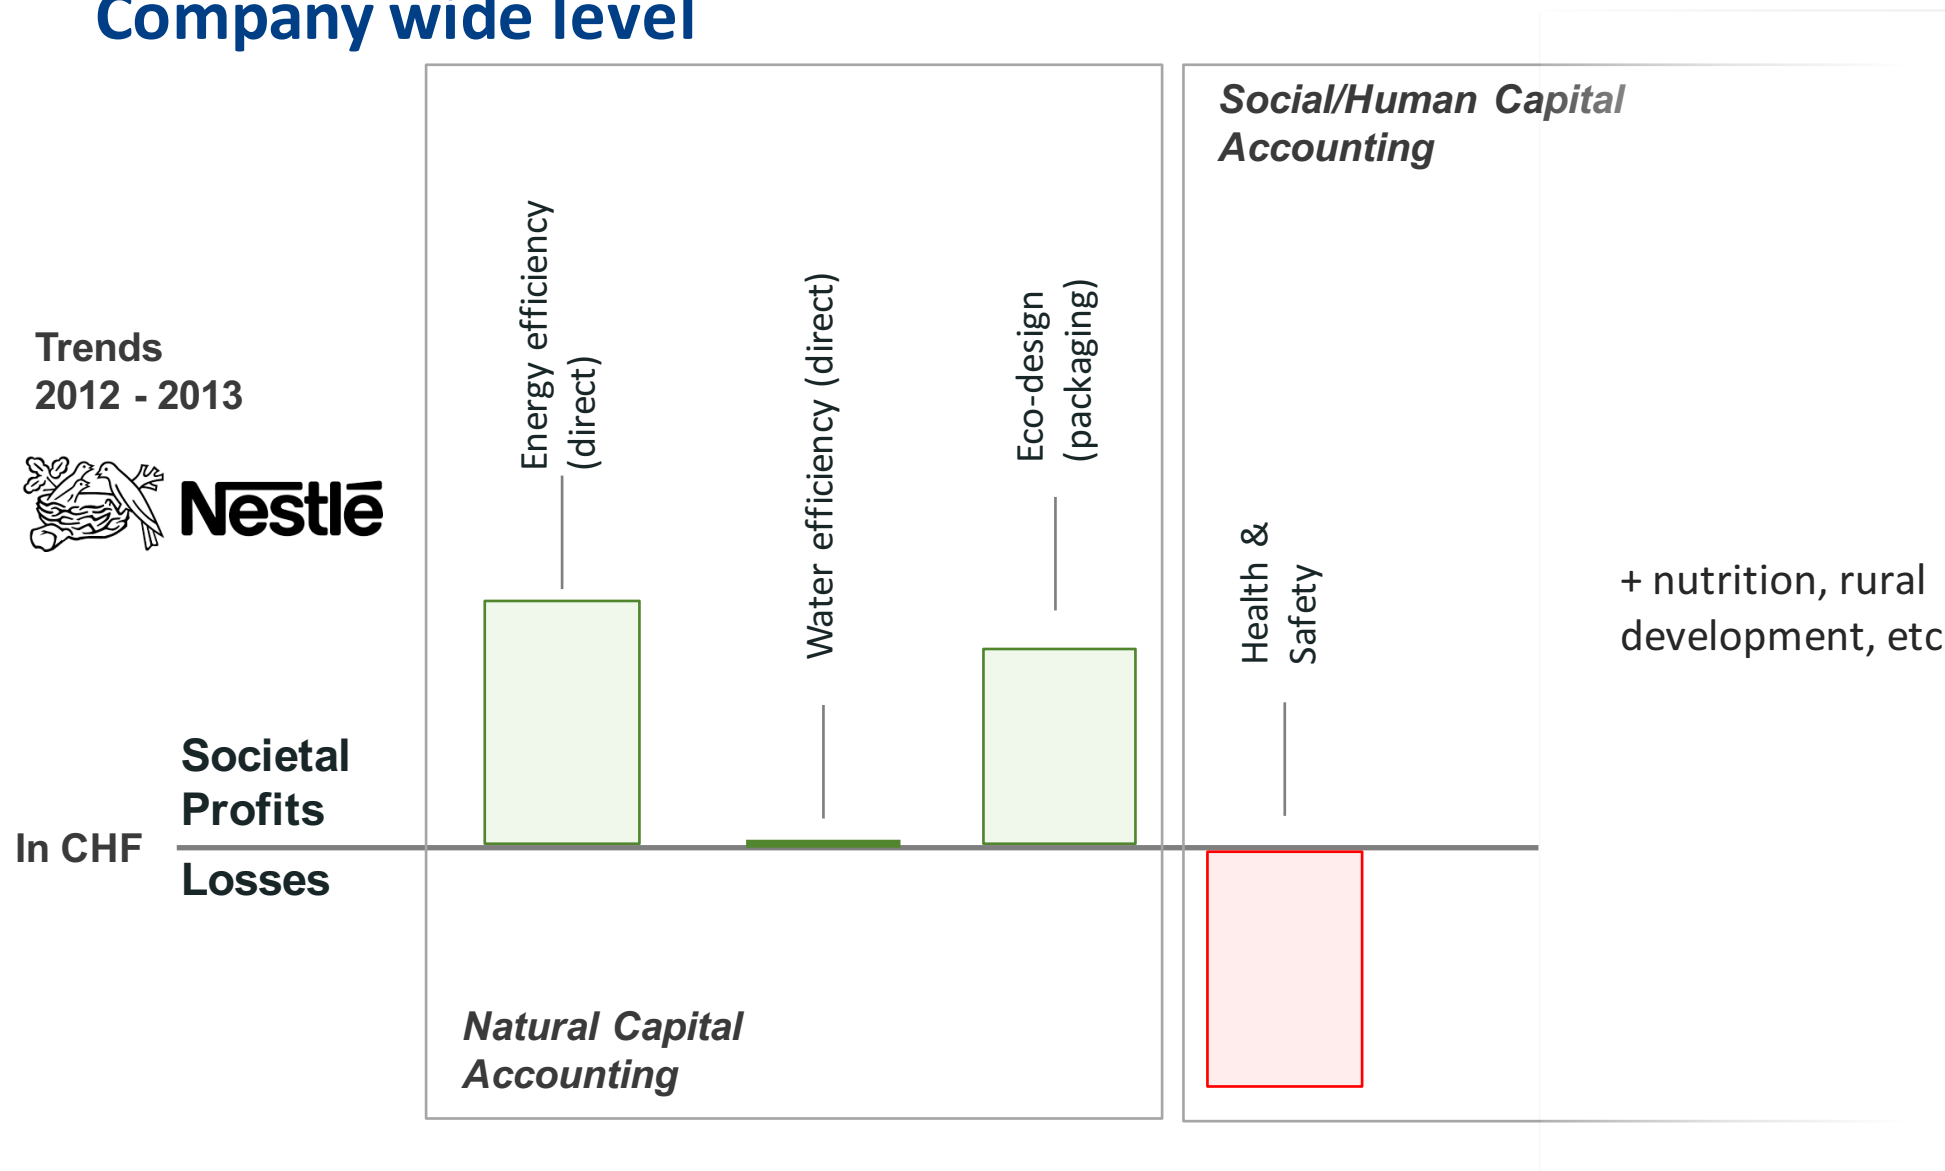 Company wide level
Social/Human Capital
Accounting
Energy efficiency
(direct)
Water efficiency (direct)
Eco-design
(packaging)
Trends
2012 - 2013
Nestlé
Health &
Safety
+ nutrition, rural
development, etc
Societal
Profits
In CHF
Losses
Natural Capital
Accounting